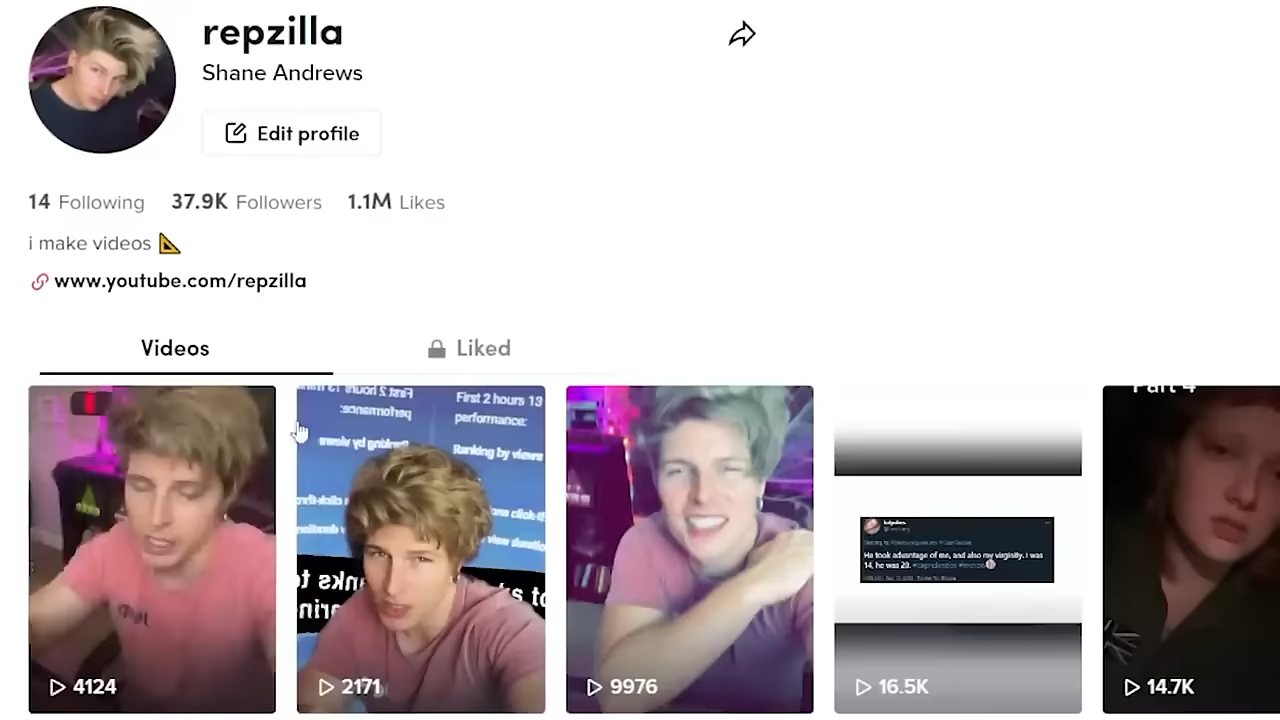 repzilla
Shane Andrews
Edit profile
14 Following 37.9K Followers 1.1M Likes
i make videos
www.youtube.com/repzilla
Videos
Liked
First 2 hours 13
performance:
Ranking by views
Part 4
He took advantage of me, and also my virginity. i was
14, he was 20.
4124
2171
9976
16.5K
14.7K